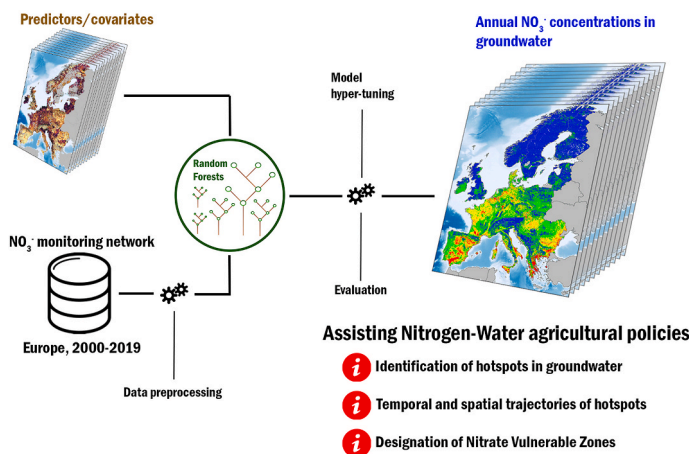 Predictors/covariates
Annual NO₃⁻ concentrations in
groundwater
Model
hyper-tuning
Random
Forests
NO₃⁻ monitoring network
Europe, 2000-2019
Evaluation
Data preprocessing
Assisting Nitrogen-Water agricultural policies
i Identification of hotspots in groundwater
i Temporal and spatial trajectories of hotspots
i Designation of Nitrate Vulnerable Zones